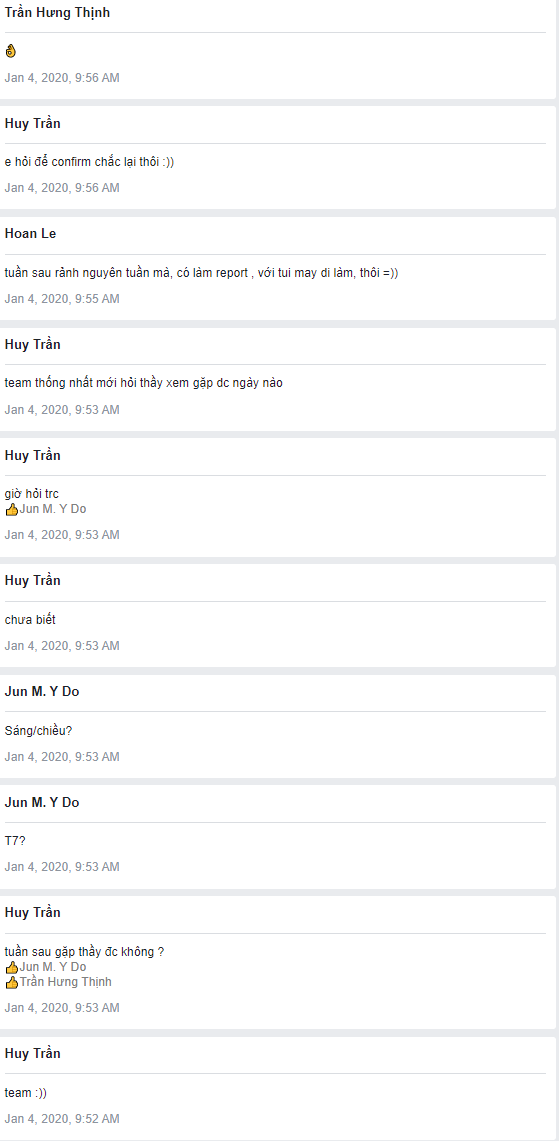 Trần Hưng Thịnh
👌
Jan 4, 2020, 9:56 AM
Huy Trần
e hỏi để confirm chắc lại thôi :))
Jan 4, 2020, 9:56 AM
Hoan Le
tuần sau rảnh nguyên tuần mà, có làm report , với tui may di làm, thôi =))
Jan 4, 2020, 9:55 AM
Huy Trần
team thống nhất mới hỏi thầy xem gặp dc ngày nào
Jan 4, 2020, 9:53 AM
Huy Trần
giờ hỏi trc
👍Jun M. Y Do
Jan 4, 2020, 9:53 AM
Huy Trần
chưa biết
Jan 4, 2020, 9:53 AM
Jun M. Y Do
Sáng/chiều?
Jan 4, 2020, 9:53 AM
Jun M. Y Do
T7?
Jan 4, 2020, 9:53 AM
Huy Trần
tuần sau gặp thầy đc không ?
👍Jun M. Y Do
👍Trần Hưng Thịnh
Jan 4, 2020, 9:53 AM
Huy Trần
team :))
Jan 4, 2020, 9:52 AM